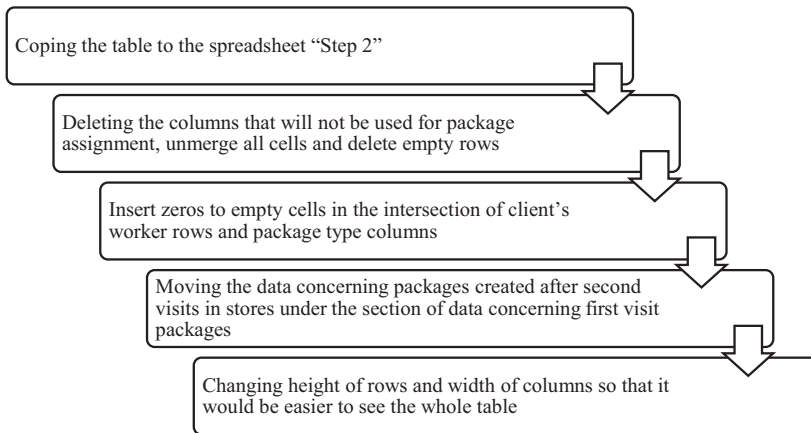 Coping the table to the spreadsheet “Step 2”
Deleting the columns that will not be used for package
assignment, unmerge all cells and delete empty rows
Insert zeros to empty cells in the intersection of client’s
worker rows and package type columns
Moving the data concerning packages created after second
visits in stores under the section of data concerning first visit
packages
Changing height of rows and width of columns so that it
would be easier to see the whole table